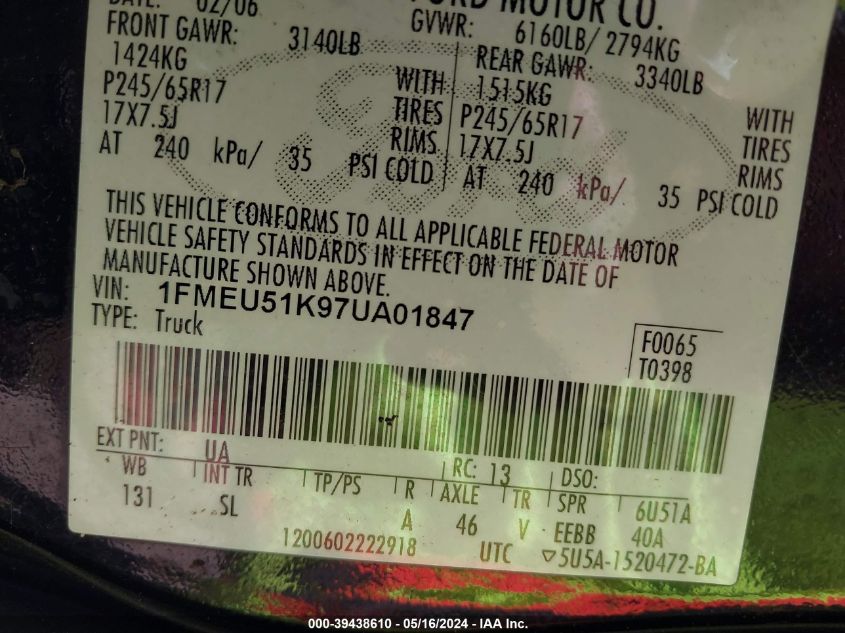 02/06 FORD MOTOR CO.
FRONT GAWR: 3140LB GVWR: 6160LB/ 2794KG
1424KG WITH REAR GAWR: 3340LB
P245/65R17 TIRES 1515KG WITH
17X7.5J RIMS P245/65R17 TIRES
AT 240 kPa/ 35 PSI COLD 17X7.5J RIMS
AT 240 kPa/ 35 PSI COLD
THIS VEHICLE CONFORMS TO ALL APPLICABLE FEDERAL MOTOR
VEHICLE SAFETY STANDARDS IN EFFECT ON THE DATE OF
MANUFACTURE SHOWN ABOVE.
VIN: 1FMEU51K97UA01847
TYPE: Truck
F0065
T0398
EXT PNT: UA RC: 13 DSO:
WB INT TR TP/PS R AXLE TR SPR 6U51A
131 SL A 46 V EEBB 40A
1200602222918 UTC ▽5U5A-1520472-BA
000-39438610 - 05/16/2024 - IAA Inc.